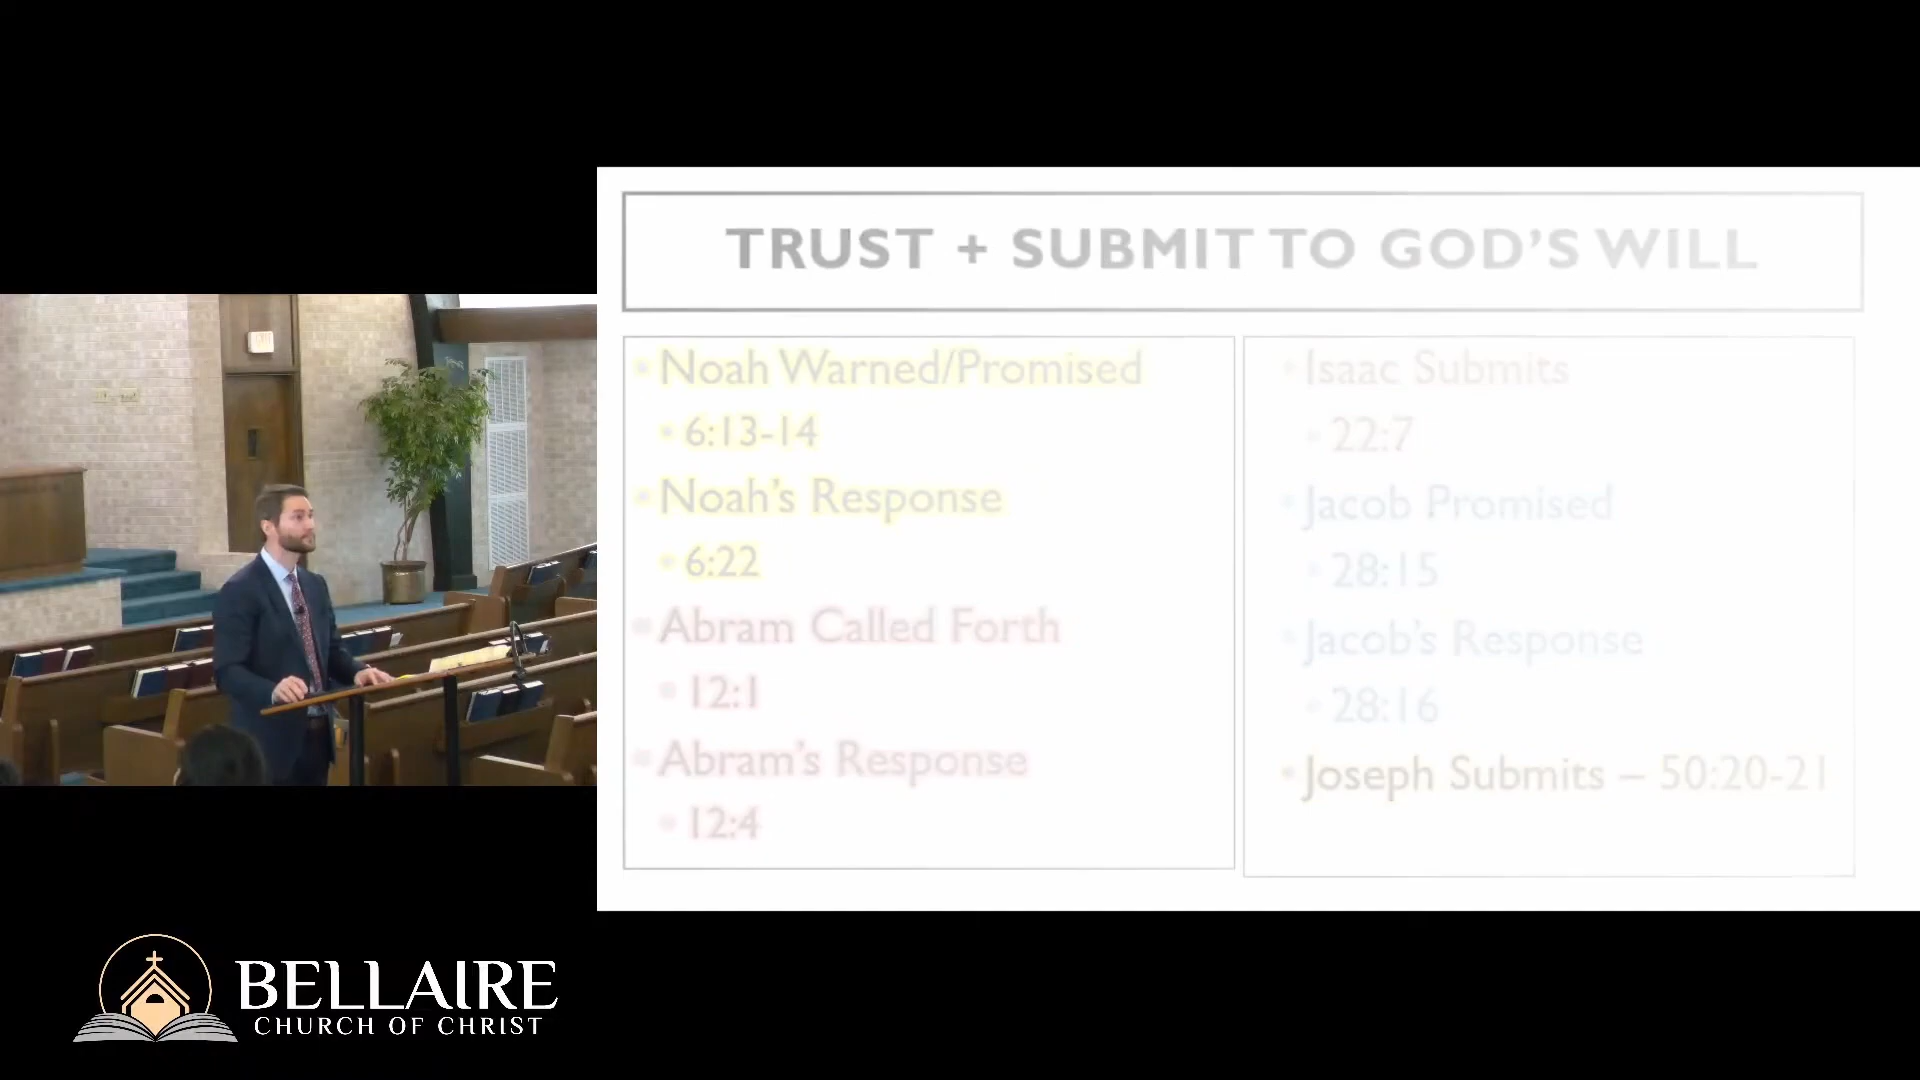 TRUST + SUBMIT TO GOD'S WILL
• Noah Warned/Promised
• 6:13-14
• Noah's Response
• 6:22
• Abram Called Forth
• 12:1
• Abram's Response
• 12:4
• Isaac Submits
• 22:7
• Jacob Promised
• 28:15
• Jacob's Response
• 28:16
• Joseph Submits – 50:20-21
BELLAIRE
CHURCH OF CHRIST